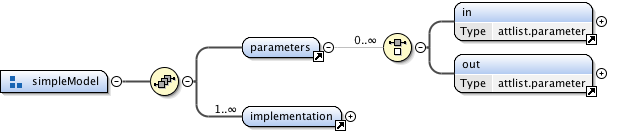 in
Type attlist.parameter
parameters
0..∞
out
Type attlist.parameter
simpleModel
1..∞
implementation